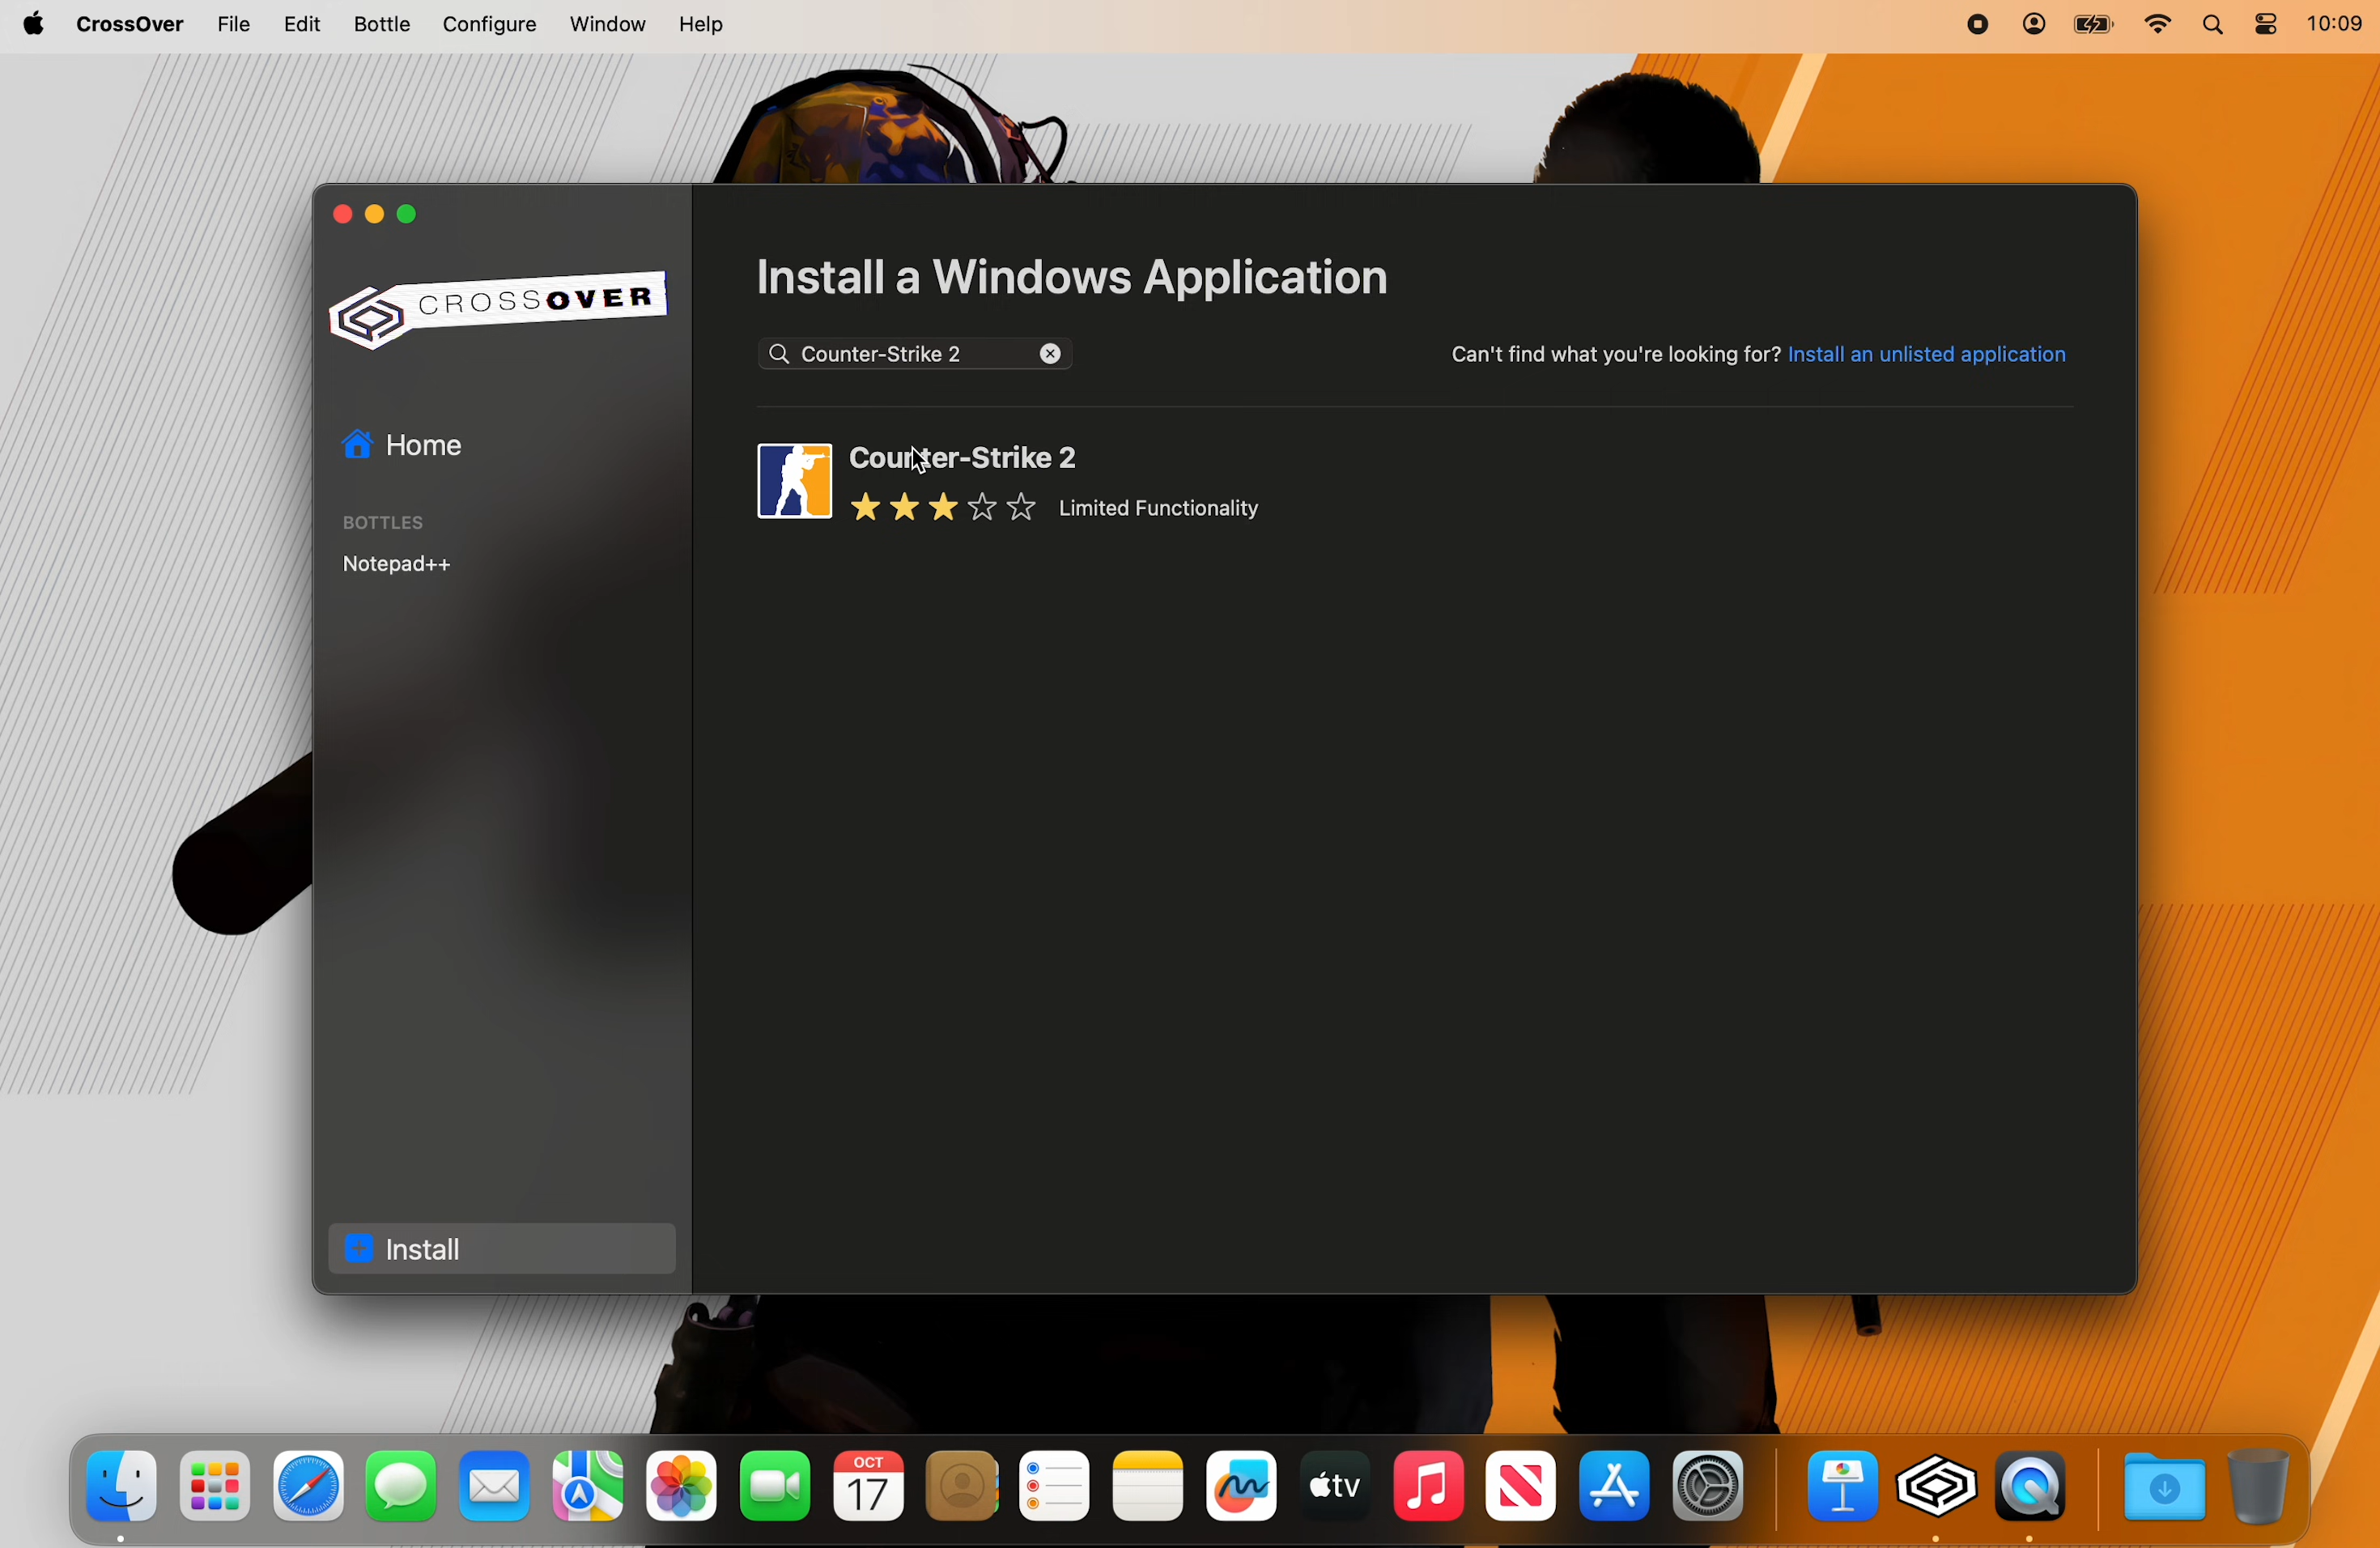 CrossOver File Edit Bottle Configure Window Help 10:09
CROSSOVER
Home
BOTTLES
Notepad++
Install
Install a Windows Application
Counter-Strike 2
Can't find what you're looking for? Install an unlisted application
Counter-Strike 2
Limited Functionality
OCT
17
tv